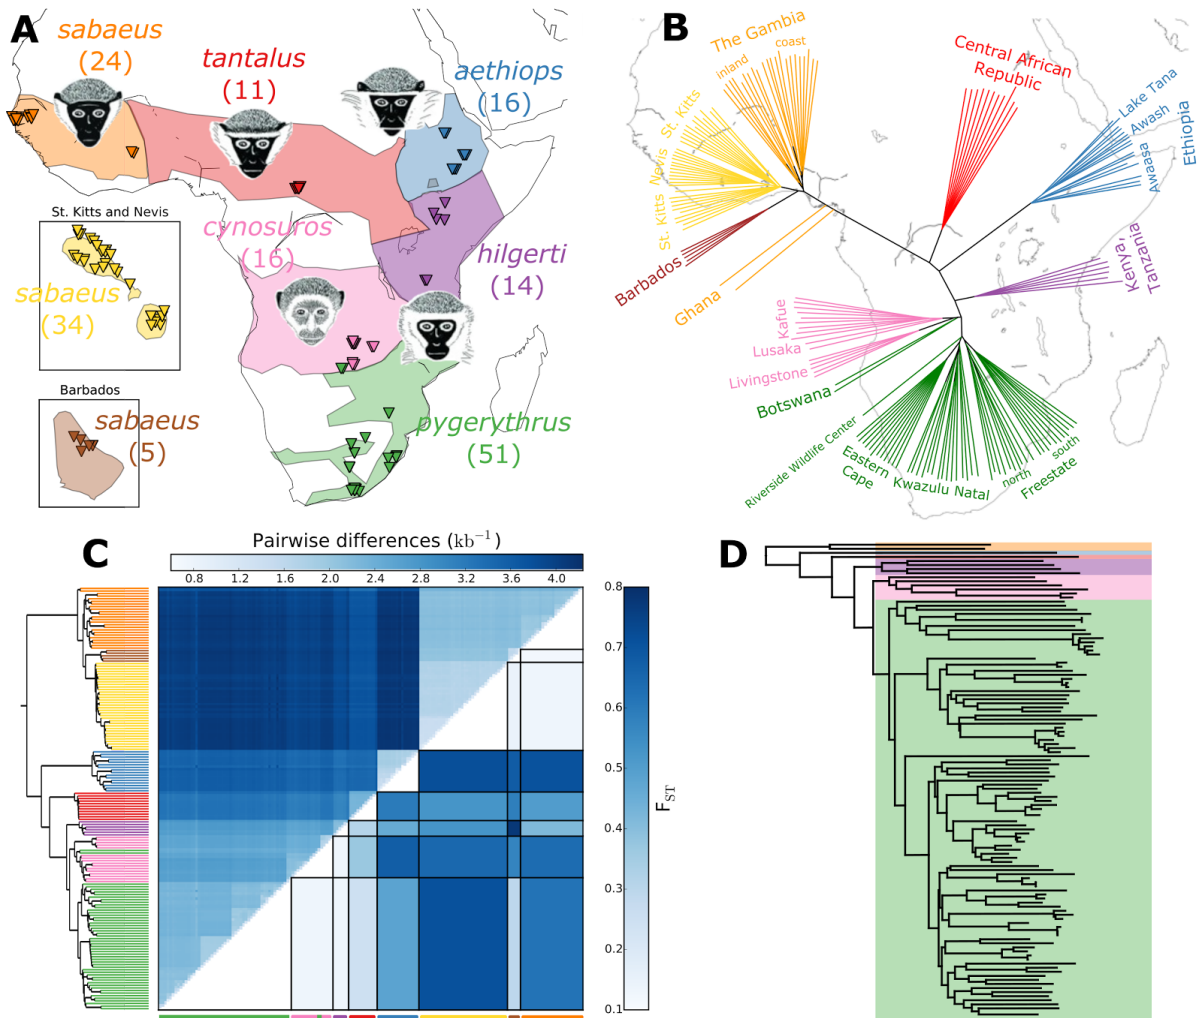 A
sabaeus
(24)
tantalus
(11)
aethiops
(16)
cynosuros
(16)
hilgerti
(14)
St. Kitts and Nevis
sabaeus
(34)
Barbados
sabaeus
(5)
pygerythrus
(51)
B
The Gambia
inland
coast
St. Kitts
Nevis
St. Kitts
Barbados
Ghana
Central African
Republic
Lake Tana
Awash
Awasa
Ethiopia
Kenya,
Tanzania
Kafue
Lusaka
Livingstone
Botswana
Riverside Wildlife Center
Eastern
Cape
Kwazulu Natal
north
south
Freestate
C
Pairwise differences (kb⁻¹)
0.8 1.2 1.6 2.0 2.4 2.8 3.2 3.6 4.0
0.8
0.7
0.6
0.5
0.4
0.3
0.2
0.1
F_ST
D